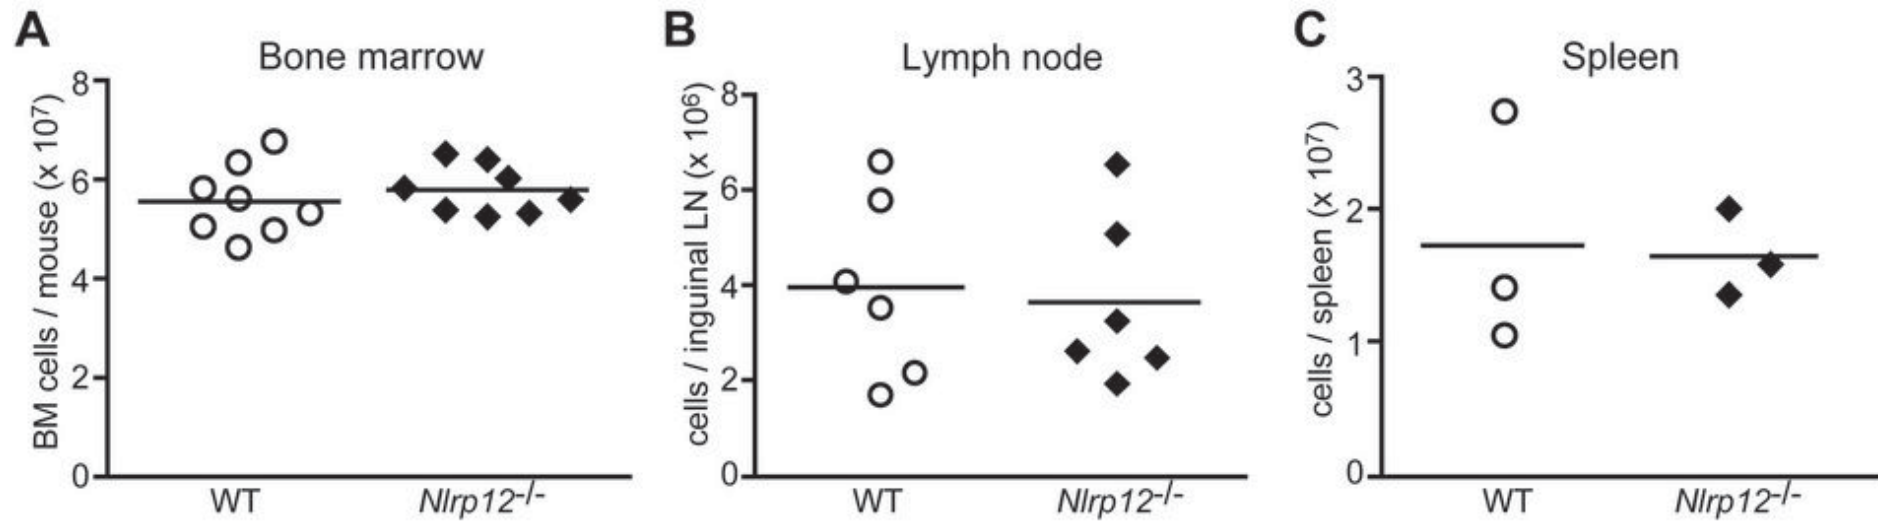 A
Bone marrow
BM cells / mouse (x 10⁷)
8
6
4
2
0
WT
Nlrp12⁻/⁻
B
Lymph node
cells / inguinal LN (x 10⁶)
8
6
4
2
0
WT
Nlrp12⁻/⁻
C
Spleen
cells / spleen (x 10⁷)
3
2
1
0
WT
Nlrp12⁻/⁻